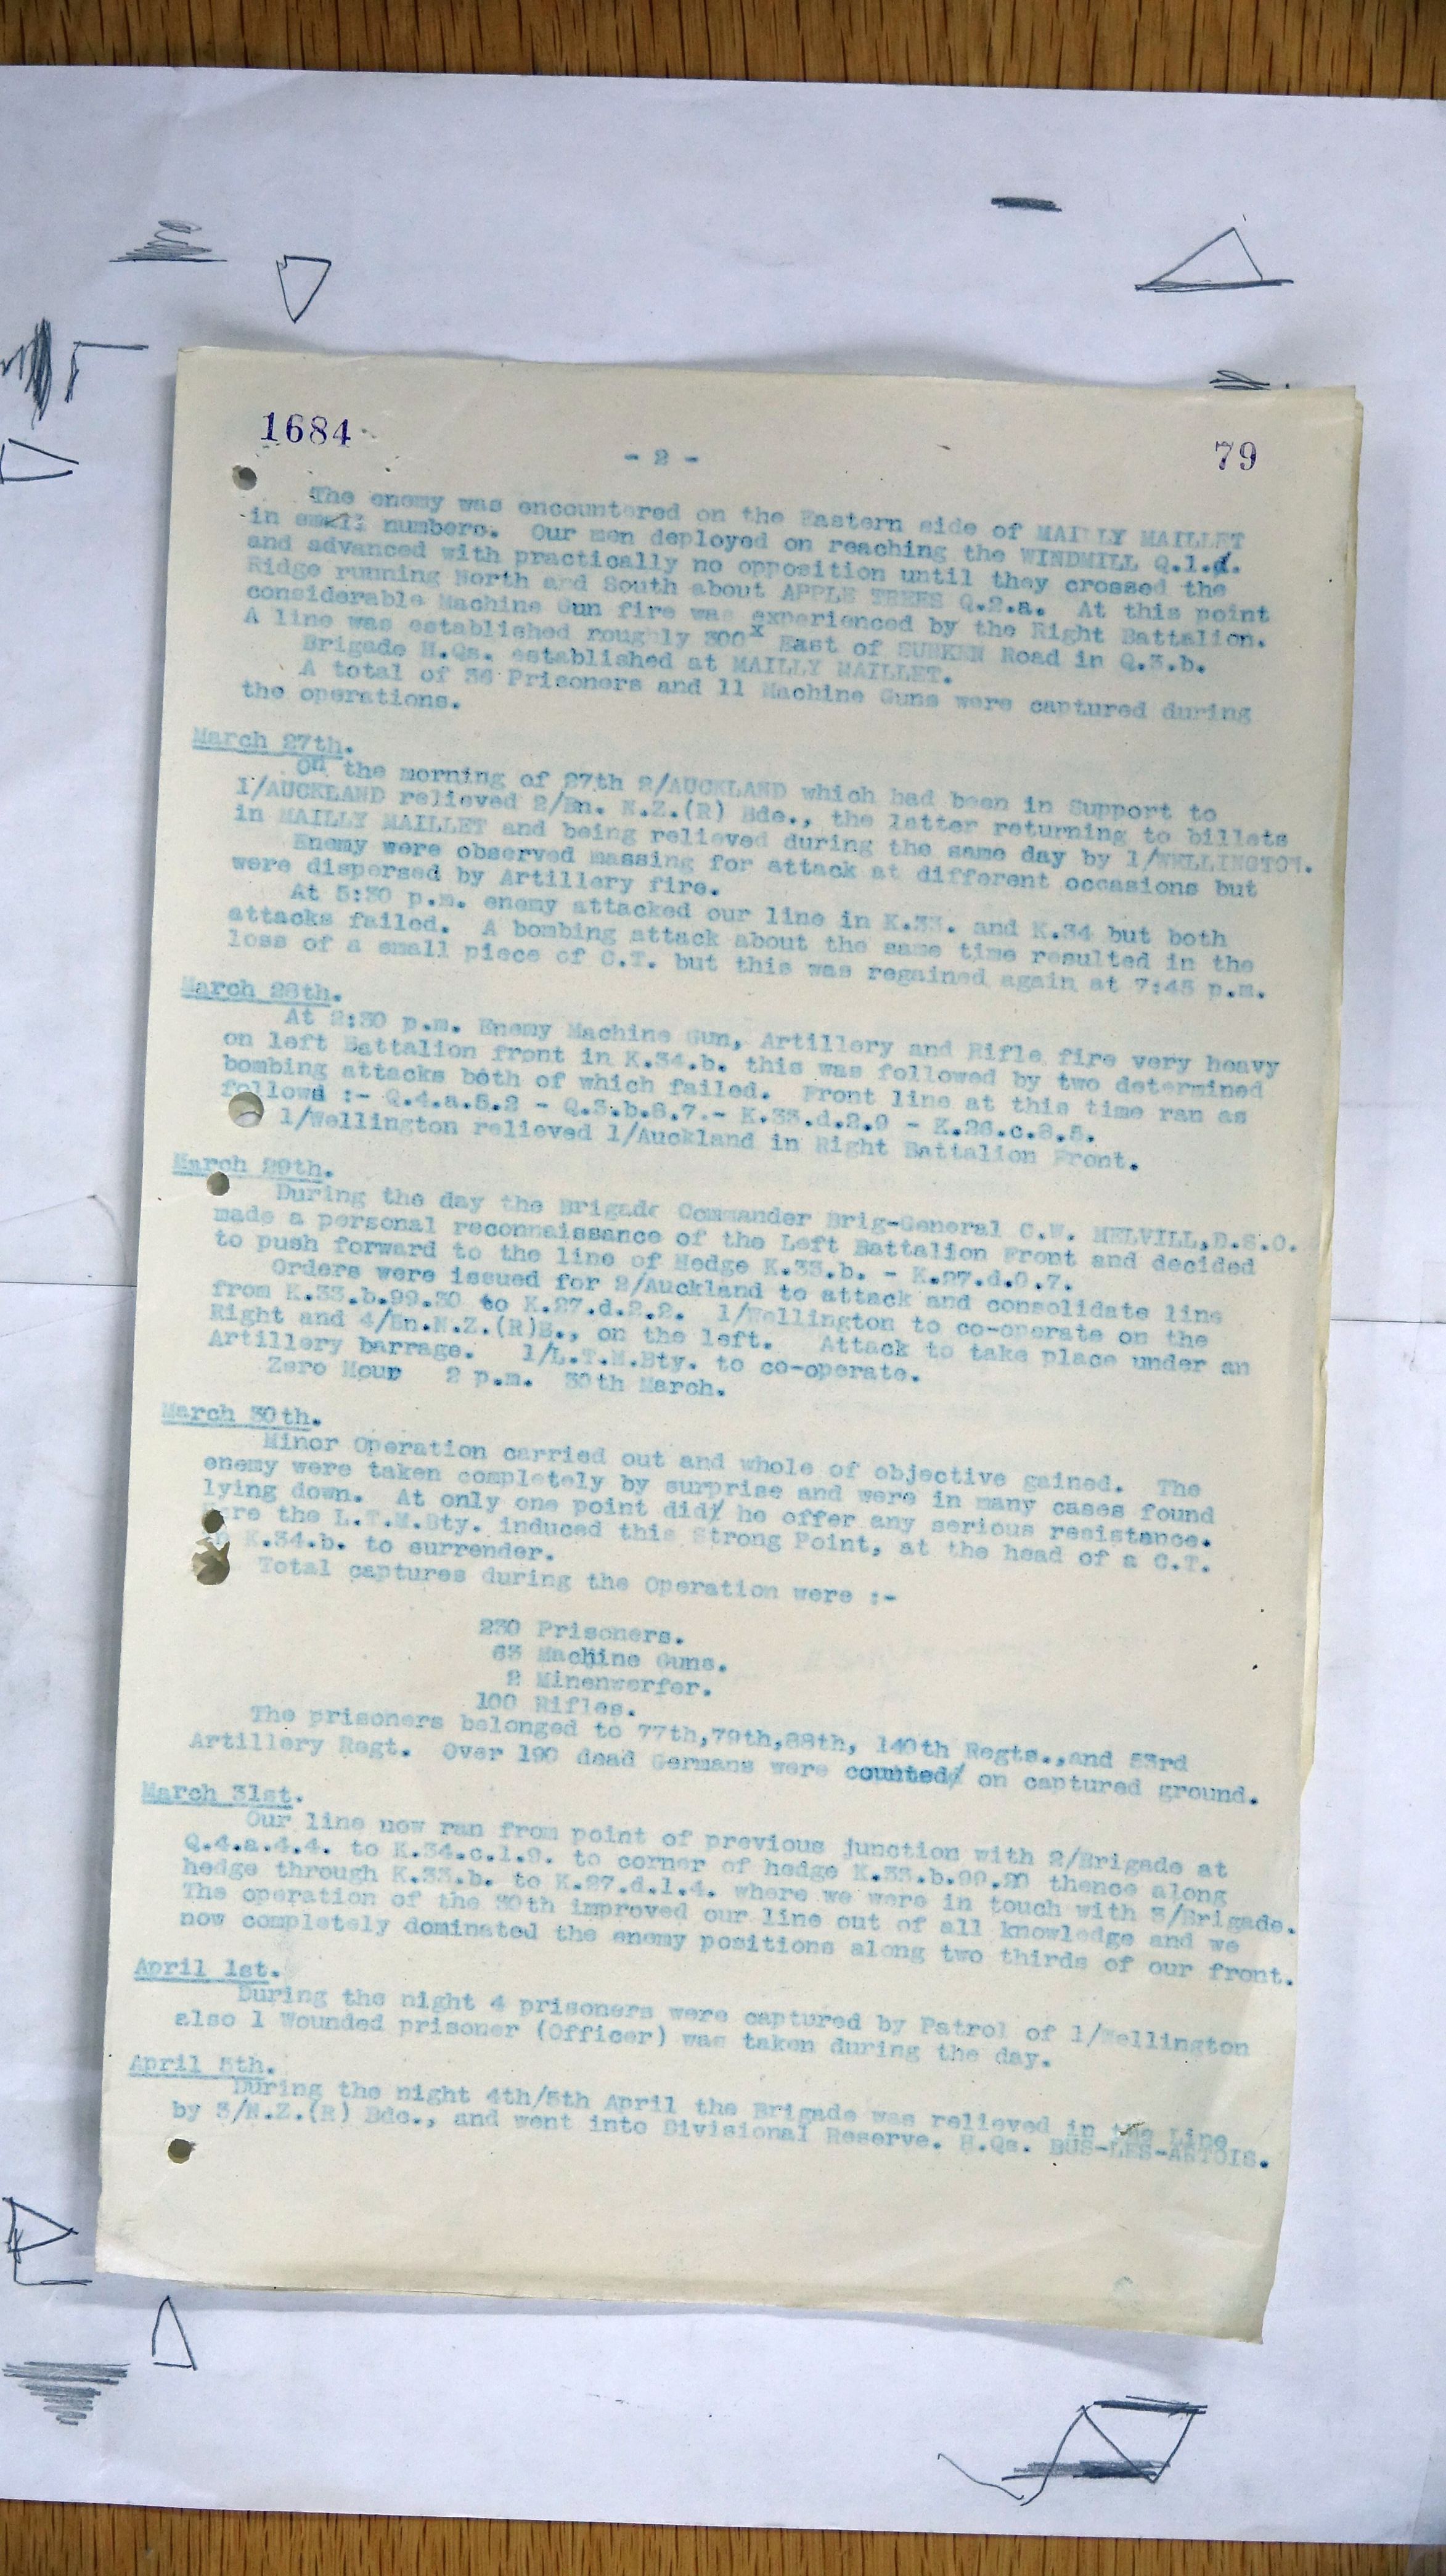 1684
79
- 2 -
The enemy was encountered on the Eastern side of MAILLY MAILLET
in small numbers. Our men deployed on reaching the WINDMILL Q.1.d.
and advanced with practically no opposition until they crossed the
Ridge running North and South about APPLE TREES Q.2.a. At this point
considerable Machine Gun fire was experienced by the Right Battalion.
A line was established roughly 300x East of SUNKEN Road in Q.3.b.
Brigade H.Qs. established at MAILLY MAILLET.
A total of 36 Prisoners and 11 Machine Guns were captured during
the operations.
March 27th.
On the morning of 27th 2/AUCKLAND which had been in Support to
1/AUCKLAND relieved 2/Bn. N.Z.(R) Bde., the latter returning to billets
in MAILLY MAILLET and being relieved during the same day by 1/WELLINGTON.
Enemy were observed massing for attack at different occasions but
were dispersed by Artillery fire.
At 5:30 p.m. enemy attacked our line in K.33. and K.34 but both
attacks failed. A bombing attack about the same time resulted in the
loss of a small piece of C.T. but this was regained again at 7:45 p.m.
March 28th.
At 2:30 p.m. Enemy Machine Gun, Artillery and Rifle fire very heavy
on left Battalion front in K.34.b. this was followed by two determined
bombing attacks both of which failed. Front line at this time ran as
follows :- Q.4.a.5.2 - Q.3.b.8.7.- K.33.d.2.9 - K.26.c.8.5.
1/Wellington relieved 1/Auckland in Right Battalion Front.
March 29th.
During the day the Brigade Commander Brig-General C.W. MELVILL,D.S.O.
made a personal reconnaissance of the Left Battalion Front and decided
to push forward to the line of Hedge K.33.b. - K.27.d.0.7.
Orders were issued for 2/Auckland to attack and consolidate line
from K.33.b.99.30 to K.27.d.2.2. 1/Wellington to co-operate on the
Right and 4/Bn.N.Z.(R)B., on the left. Attack to take place under an
Artillery barrage. 1/L.T.M.Bty. to co-operate.
Zero Hour 2 p.m. 30th March.
March 30th.
Minor Operation carried out and whole of objective gained. The
enemy were taken completely by surprise and were in many cases found
lying down. At only one point did he offer any serious resistance.
Here the L.T.M.Bty. induced this Strong Point, at the head of a C.T.
K.34.b. to surrender.
Total captures during the Operation were :-
230 Prisoners.
63 Machine Guns.
2 Minenwerfer.
100 Rifles.
The prisoners belonged to 77th,79th,88th, 140th Regts.,and 53rd
Artillery Regt. Over 190 dead Germans were counted on captured ground.
March 31st.
Our line now ran from point of previous junction with 2/Brigade at
Q.4.a.4.4. to K.34.c.1.9. to corner of hedge K.33.b.99.20 thence along
hedge through K.33.b. to K.27.d.1.4. where we were in touch with 3/Brigade.
The operation of the 30th improved our line out of all knowledge and we
now completely dominated the enemy positions along two thirds of our front.
April 1st.
During the night 4 prisoners were captured by Patrol of 1/Wellington
also 1 Wounded prisoner (Officer) was taken during the day.
April 5th.
During the night 4th/5th April the Brigade was relieved in the Line
by 3/N.Z.(R) Bde., and went into Divisional Reserve. H.Qs. BUS-LES-ARTOIS.